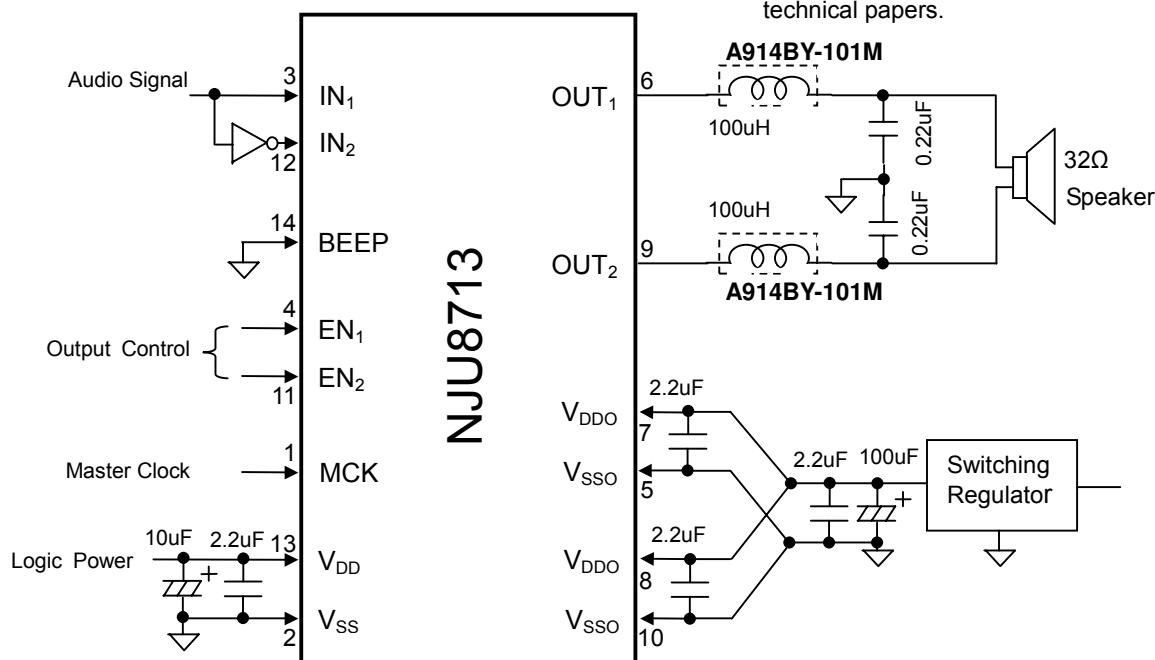 technical papers.
A914BY-101M
Audio Signal
3
IN1
6
OUT1
100uH
0.22uF
IN2
12
32Ω
Speaker
14
BEEP
100uH
0.22uF
9
OUT2
A914BY-101M
NJU8713
4
EN1
Output Control
EN2
11
2.2uF
VDDO
7
1
Master Clock
MCK
VSSO
5
2.2uF
100uF
+
Switching
Regulator
10uF
2.2uF
13
Logic Power
+
VDD
2.2uF
VDDO
8
VSS
2
VSSO
10